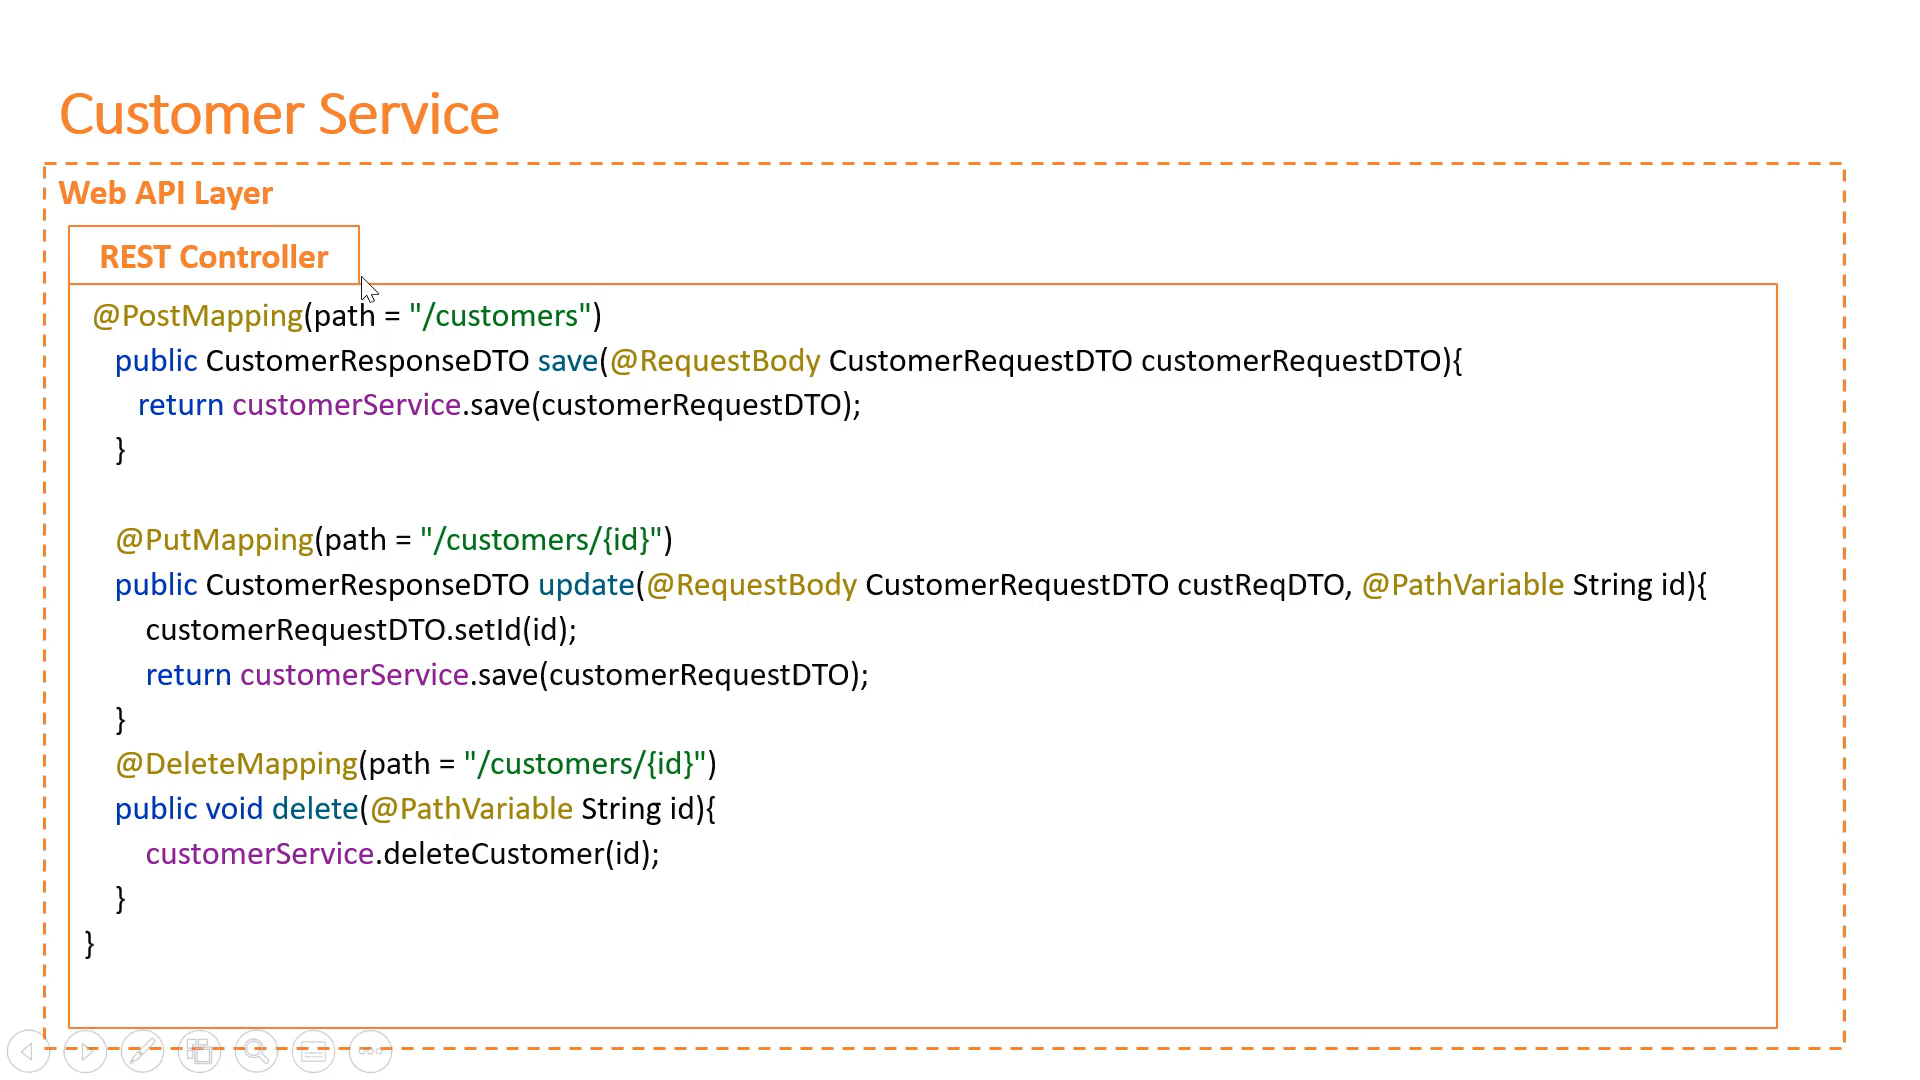 Customer Service
Web API Layer
REST Controller
@PostMapping(path = "/customers")
public CustomerResponseDTO save(@RequestBody CustomerRequestDTO customerRequestDTO){
return customerService.save(customerRequestDTO);
}
@PutMapping(path = "/customers/{id}")
public CustomerResponseDTO update(@RequestBody CustomerRequestDTO custReqDTO, @PathVariable String id){
customerRequestDTO.setId(id);
return customerService.save(customerRequestDTO);
}
@DeleteMapping(path = "/customers/{id}")
public void delete(@PathVariable String id){
customerService.deleteCustomer(id);
}
}